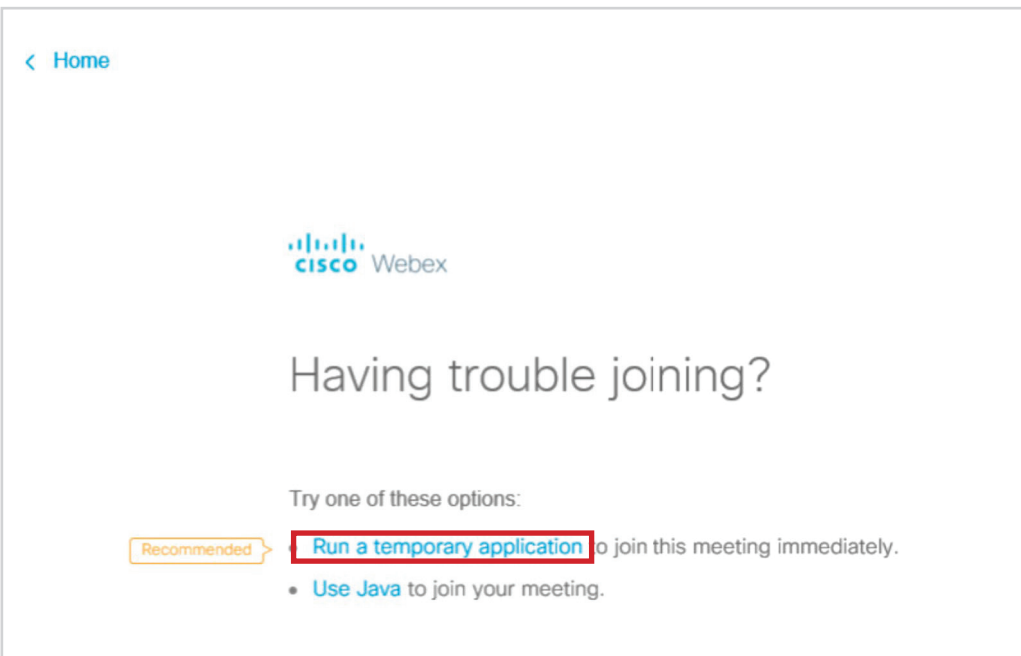 Home
CISCO Webex
Having trouble joining?
Try one of these options:
Recommended
Run a temporary application to join this meeting immediately.
Use Java to join your meeting.